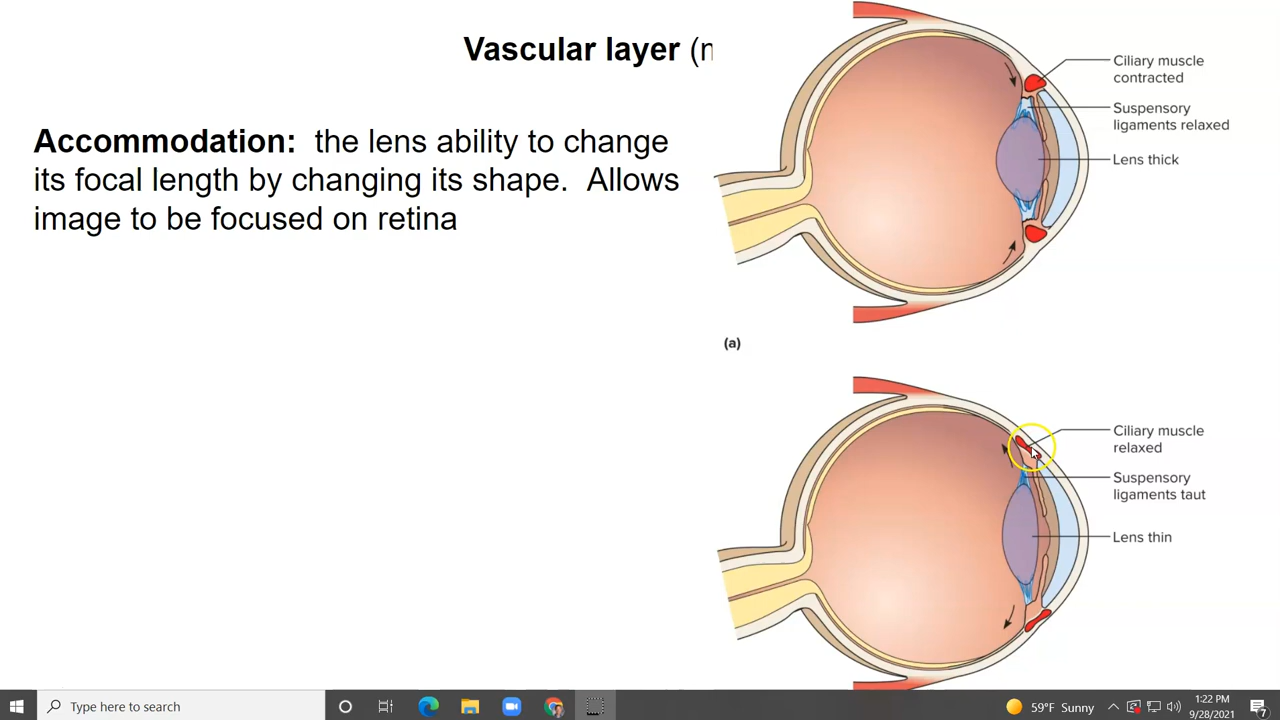 Vascular layer (n
Accommodation: the lens ability to change
its focal length by changing its shape. Allows
image to be focused on retina
Ciliary muscle
contracted
Suspensory
ligaments relaxed
Lens thick
(a)
Ciliary muscle
relaxed
Suspensory
ligaments taut
Lens thin
Type here to search
59°F Sunny
1:22 PM
9/28/2021
7